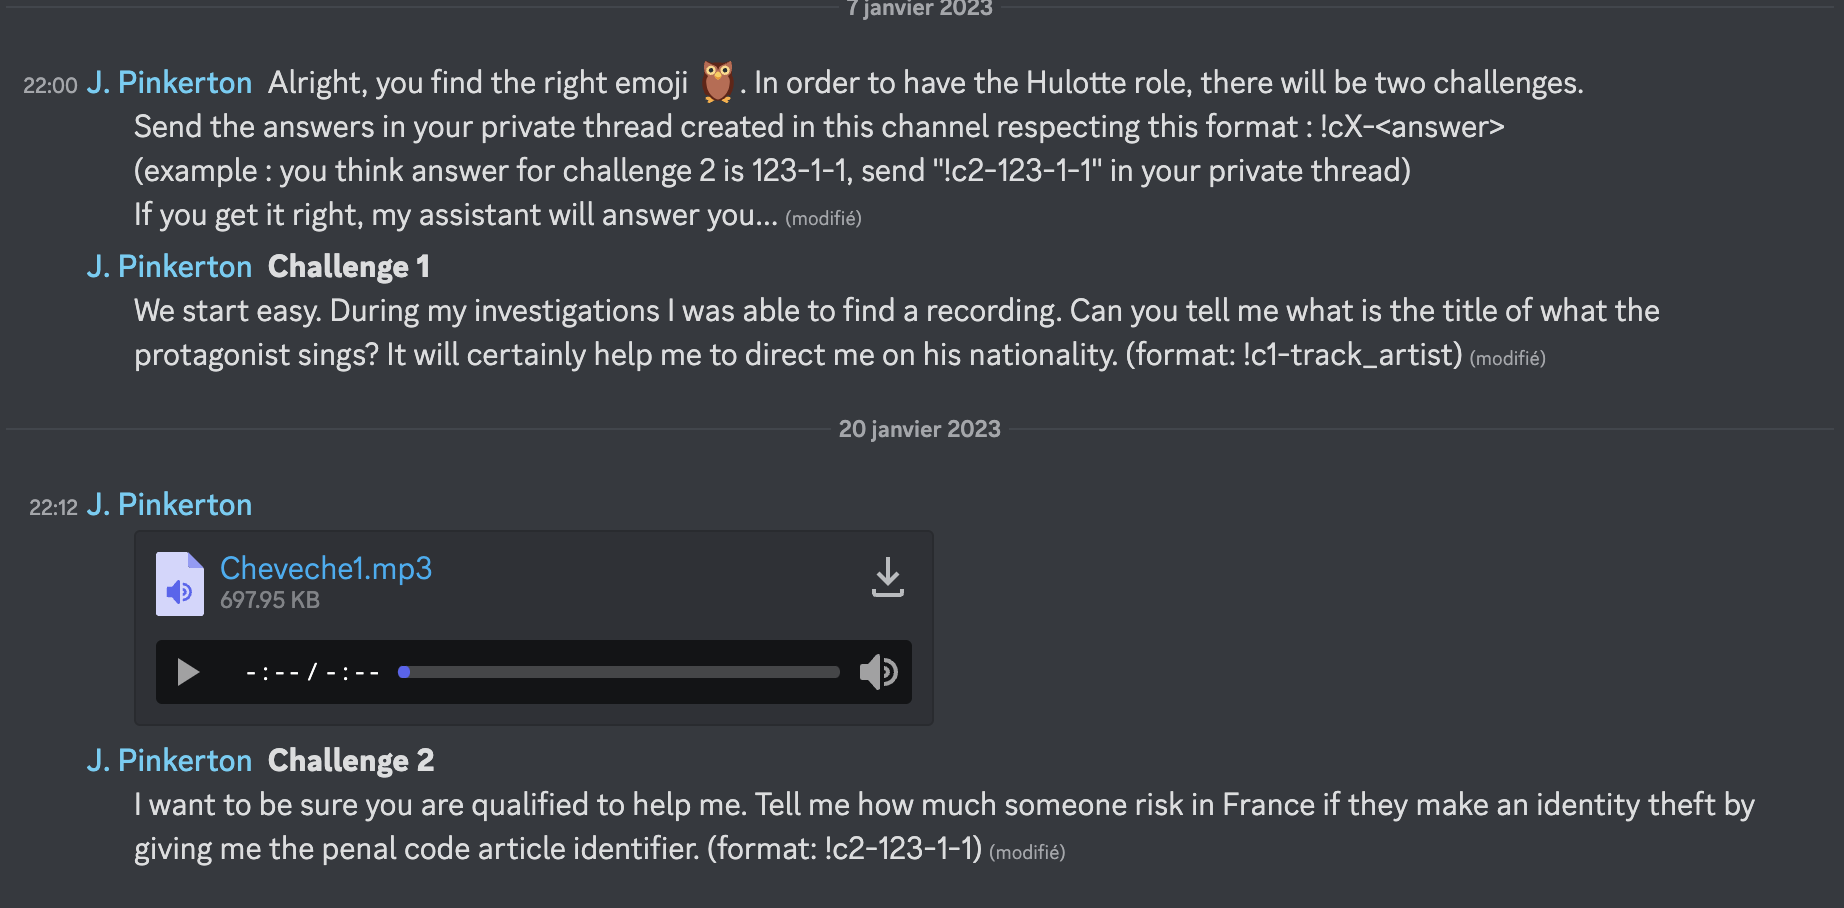 7 janvier 2023
22:00 J. Pinkerton Alright, you find the right emoji 🦉. In order to have the Hulotte role, there will be two challenges.
Send the answers in your private thread created in this channel respecting this format : !cX-<answer>
(example : you think answer for challenge 2 is 123-1-1, send "!c2-123-1-1" in your private thread)
If you get it right, my assistant will answer you... (modifié)
J. Pinkerton Challenge 1
We start easy. During my investigations I was able to find a recording. Can you tell me what is the title of what the
protagonist sings? It will certainly help me to direct me on his nationality. (format: !c1-track_artist) (modifié)
20 janvier 2023
22:12 J. Pinkerton
Cheveche1.mp3
697.95 KB
-:-- / -:--
J. Pinkerton Challenge 2
I want to be sure you are qualified to help me. Tell me how much someone risk in France if they make an identity theft by
giving me the penal code article identifier. (format: !c2-123-1-1) (modifié)